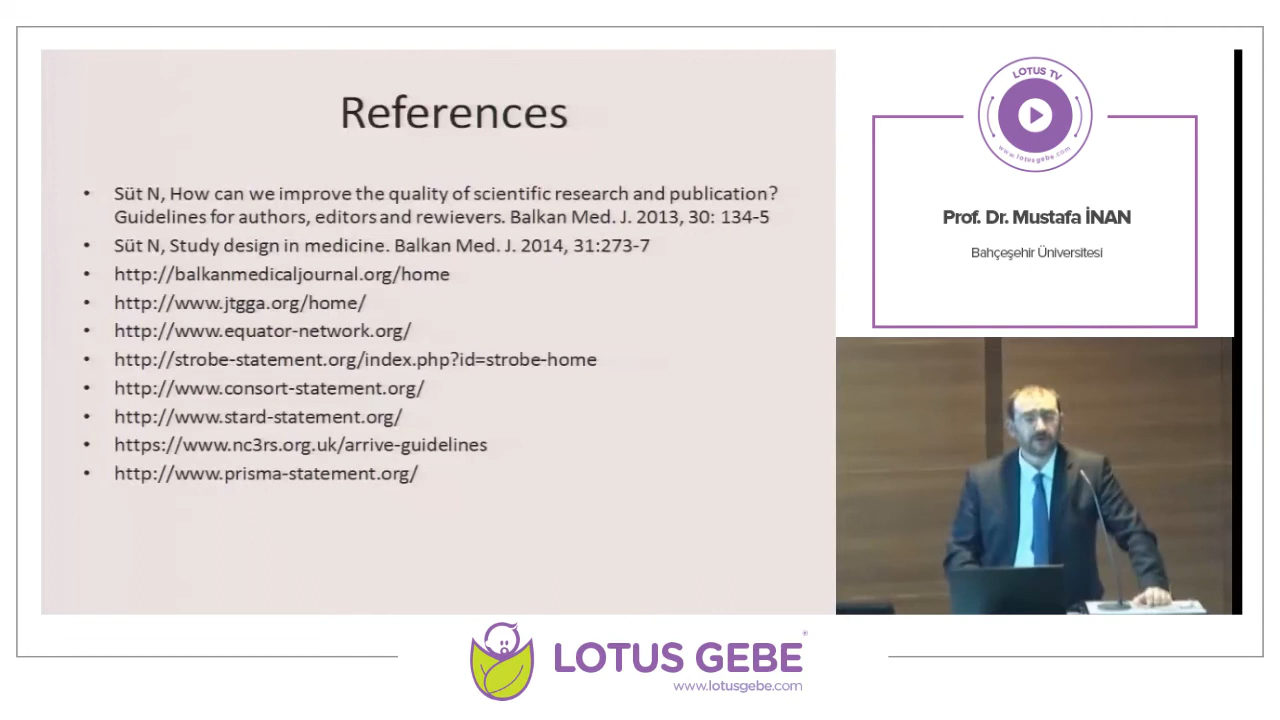 References
• Süt N, How can we improve the quality of scientific research and publication?
Guidelines for authors, editors and rewievers. Balkan Med. J. 2013, 30: 134-5
• Süt N, Study design in medicine. Balkan Med. J. 2014, 31:273-7
• http://balkanmedicaljournal.org/home
• http://www.jtgga.org/home/
• http://www.equator-network.org/
• http://strobe-statement.org/index.php?id=strobe-home
• http://www.consort-statement.org/
• http://www.stard-statement.org/
• https://www.nc3rs.org.uk/arrive-guidelines
• http://www.prisma-statement.org/
LOTUS TV
www.lotusgebe.com
Prof. Dr. Mustafa İNAN
Bahçeşehir Üniversitesi
LOTUS GEBE®
www.lotusgebe.com